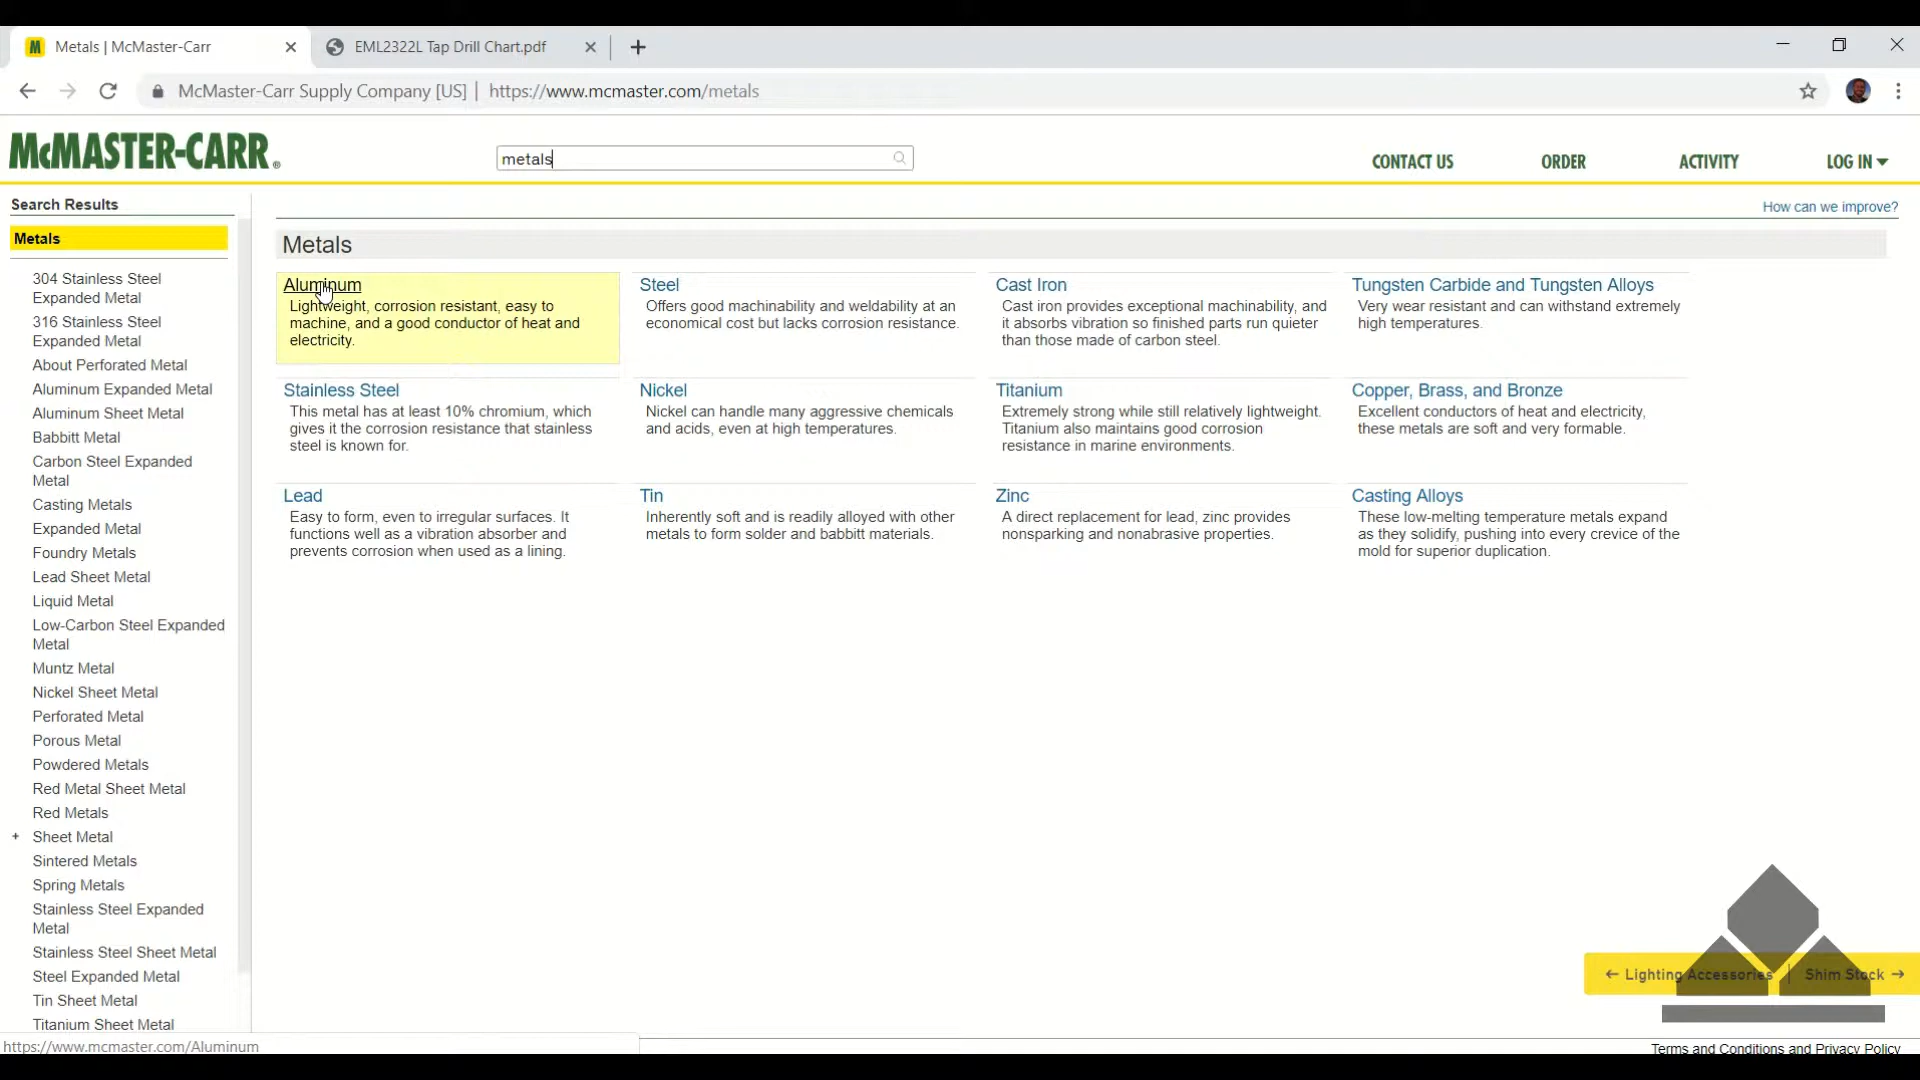 Metals | McMaster-Carr
EML2322L Tap Drill Chart.pdf
McMaster-Carr Supply Company [US] | https://www.mcmaster.com/metals
McMASTER-CARR®
metals
CONTACT US
ORDER
ACTIVITY
LOG IN
How can we improve?
Search Results
Metals
304 Stainless Steel
Expanded Metal
316 Stainless Steel
Expanded Metal
About Perforated Metal
Aluminum Expanded Metal
Aluminum Sheet Metal
Babbitt Metal
Carbon Steel Expanded
Metal
Casting Metals
Expanded Metal
Foundry Metals
Lead Sheet Metal
Liquid Metal
Low-Carbon Steel Expanded
Metal
Muntz Metal
Nickel Sheet Metal
Perforated Metal
Porous Metal
Powdered Metals
Red Metal Sheet Metal
Red Metals
+ Sheet Metal
Sintered Metals
Spring Metals
Stainless Steel Expanded
Metal
Stainless Steel Sheet Metal
Steel Expanded Metal
Tin Sheet Metal
Titanium Sheet Metal
Metals
Aluminum
Lightweight, corrosion resistant, easy to
machine, and a good conductor of heat and
electricity.
Steel
Offers good machinability and weldability at an
economical cost but lacks corrosion resistance.
Cast Iron
Cast iron provides exceptional machinability, and
it absorbs vibration so finished parts run quieter
than those made of carbon steel.
Tungsten Carbide and Tungsten Alloys
Very wear resistant and can withstand extremely
high temperatures.
Stainless Steel
This metal has at least 10% chromium, which
gives it the corrosion resistance that stainless
steel is known for.
Nickel
Nickel can handle many aggressive chemicals
and acids, even at high temperatures.
Titanium
Extremely strong while still relatively lightweight.
Titanium also maintains good corrosion
resistance in marine environments.
Copper, Brass, and Bronze
Excellent conductors of heat and electricity,
these metals are soft and very formable.
Lead
Easy to form, even to irregular surfaces. It
functions well as a vibration absorber and
prevents corrosion when used as a lining.
Tin
Inherently soft and is readily alloyed with other
metals to form solder and babbitt materials.
Zinc
A direct replacement for lead, zinc provides
nonsparking and nonabrasive properties.
Casting Alloys
These low-melting temperature metals expand
as they solidify, pushing into every crevice of the
mold for superior duplication.
← Lighting Accessories | Shim Stock →
https://www.mcmaster.com/Aluminum
Terms and Conditions and Privacy Policy